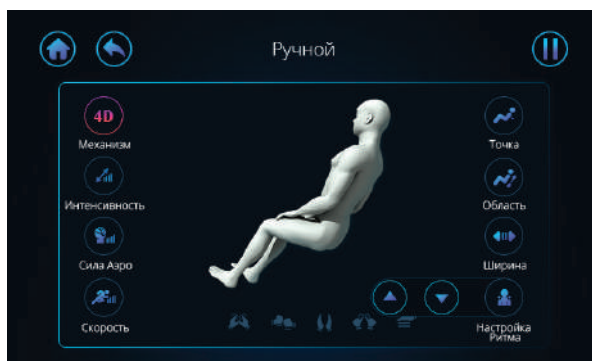 Ручной
4D
Механизм
Точка
Интенсивность
Область
Сила Аэро
Ширина
Скорость
Настройка
Ритма